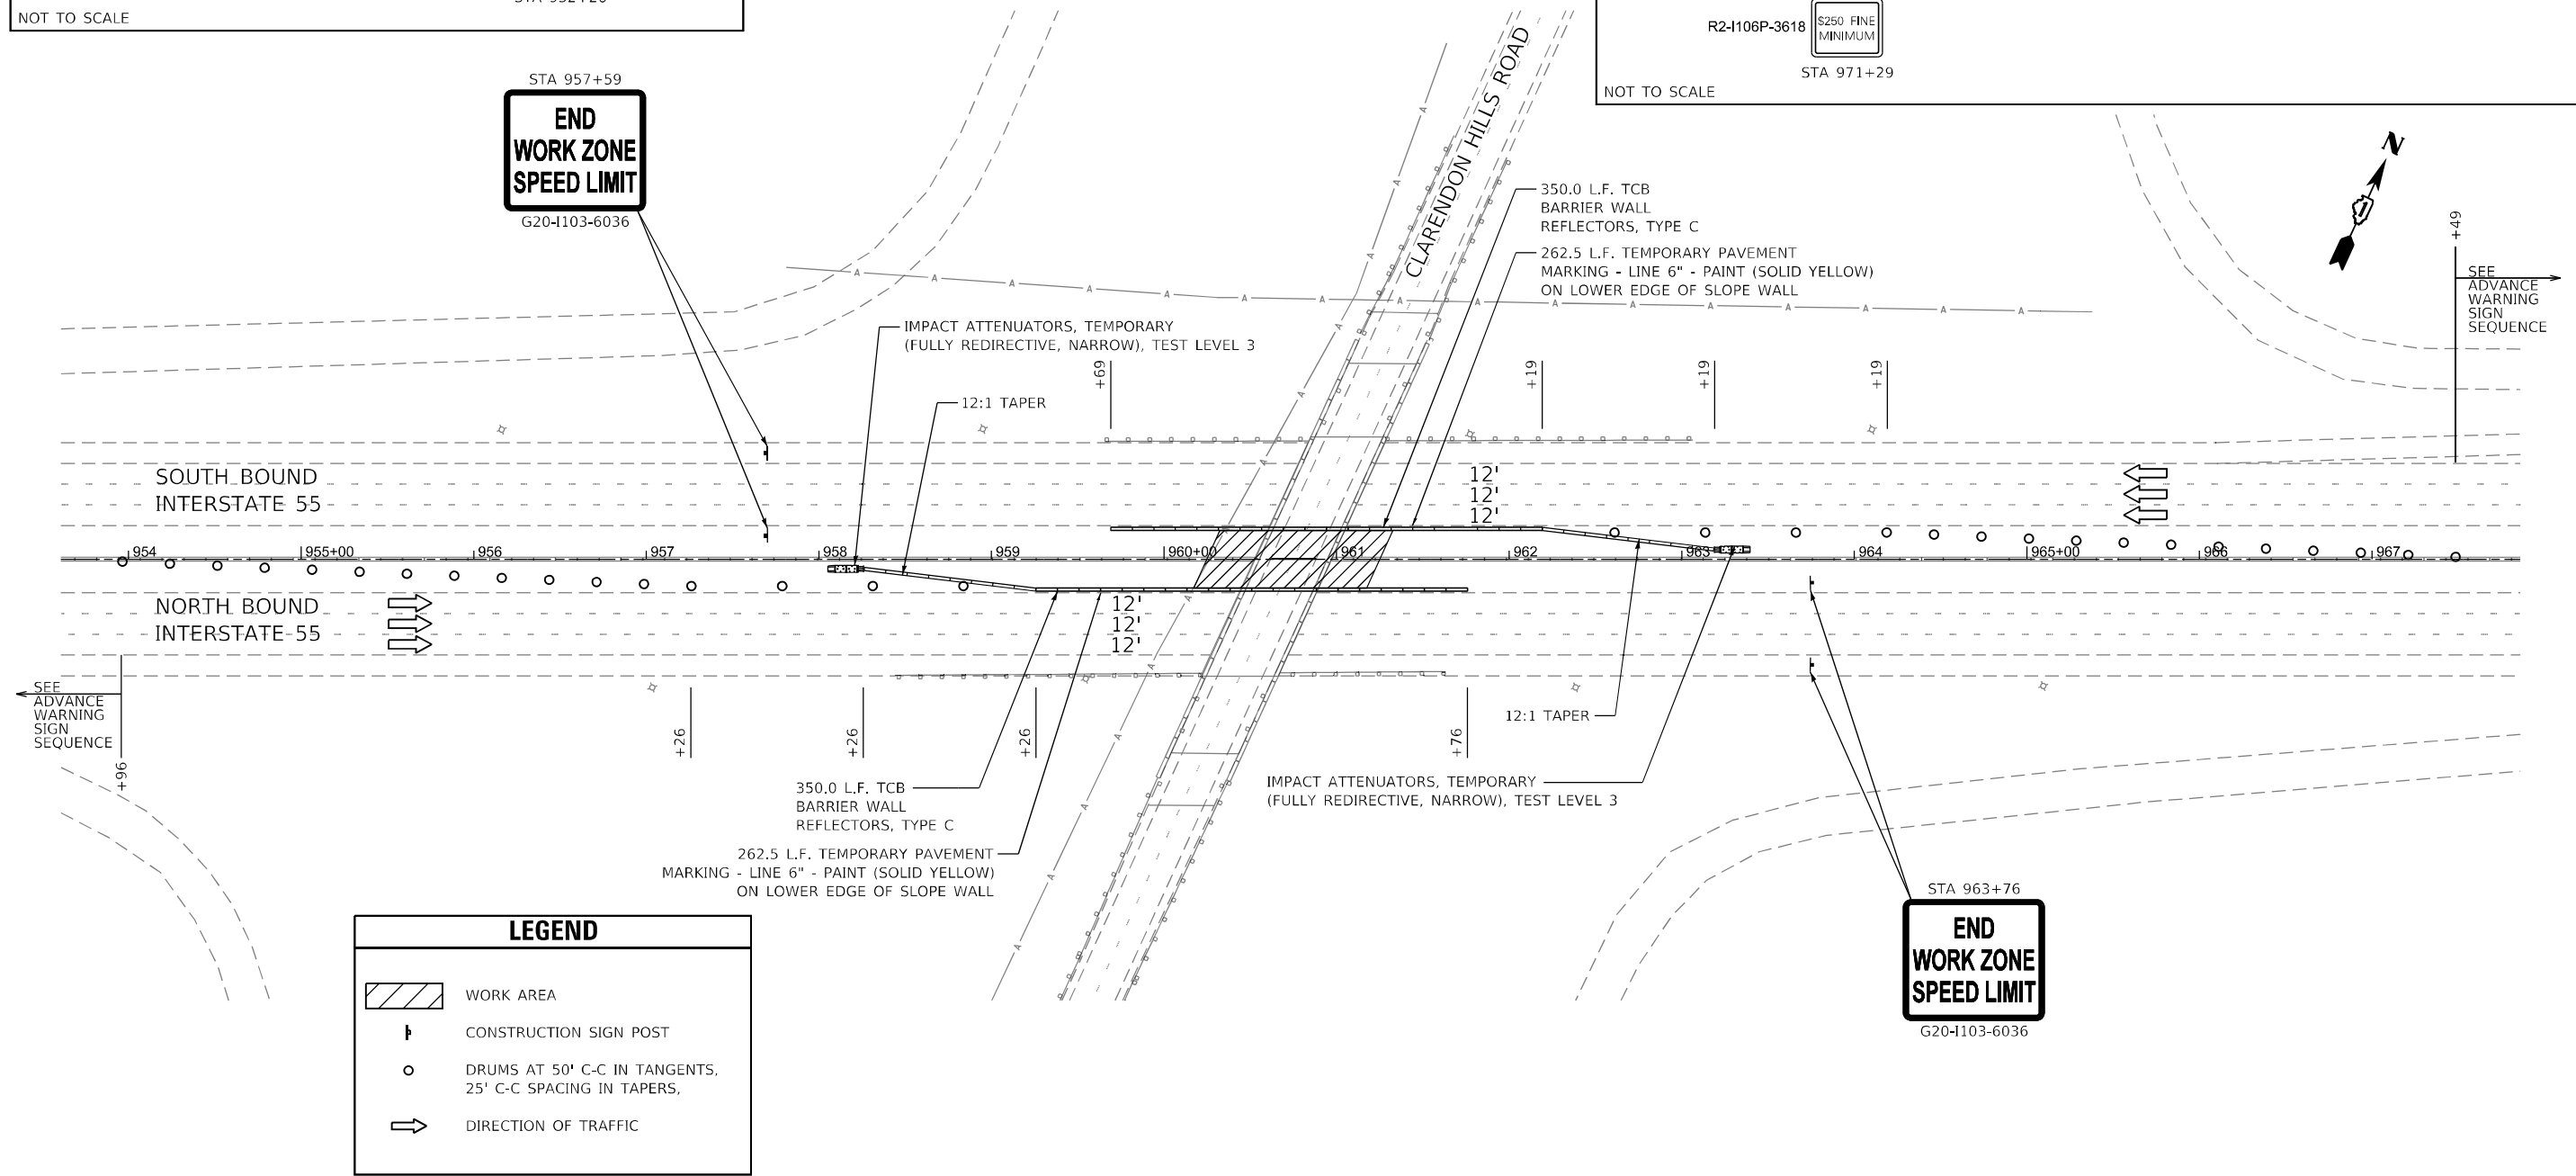 NOT TO SCALE
R2-I106P-3618
$250 FINE
MINIMUM
STA 971+29
NOT TO SCALE
STA 957+59
END
WORK ZONE
SPEED LIMIT
G20-I103-6036
CLARENDON HILLS ROAD
350.0 L.F. TCB
BARRIER WALL
REFLECTORS, TYPE C
262.5 L.F. TEMPORARY PAVEMENT
MARKING - LINE 6" - PAINT (SOLID YELLOW)
ON LOWER EDGE OF SLOPE WALL
N
+49
SEE
ADVANCE
WARNING
SIGN
SEQUENCE
IMPACT ATTENUATORS, TEMPORARY
(FULLY REDIRECTIVE, NARROW), TEST LEVEL 3
12:1 TAPER
+69
+19
+19
+19
SOUTH BOUND
INTERSTATE 55
12'
12'
12'
954
955+00
956
957
958
959
960+00
961
962
963
964
965+00
966
967
NORTH BOUND
INTERSTATE 55
12'
12'
12'
SEE
ADVANCE
WARNING
SIGN
SEQUENCE
+96
+26
+26
+26
+76
12:1 TAPER
350.0 L.F. TCB
BARRIER WALL
REFLECTORS, TYPE C
IMPACT ATTENUATORS, TEMPORARY
(FULLY REDIRECTIVE, NARROW), TEST LEVEL 3
262.5 L.F. TEMPORARY PAVEMENT
MARKING - LINE 6" - PAINT (SOLID YELLOW)
ON LOWER EDGE OF SLOPE WALL
STA 963+76
END
WORK ZONE
SPEED LIMIT
G20-I103-6036
LEGEND
WORK AREA
CONSTRUCTION SIGN POST
DRUMS AT 50' C-C IN TANGENTS,
25' C-C SPACING IN TAPERS,
DIRECTION OF TRAFFIC